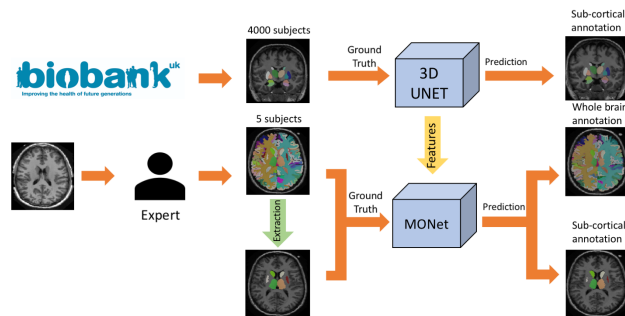 4000 subjects
Sub-cortical
annotation
biobank uk
Improving the health of future generations
Ground
Truth
3D
UNET
Prediction
5 subjects
Whole brain
annotation
Features
Expert
Extraction
Ground
Truth
MONet
Prediction
Sub-cortical
annotation